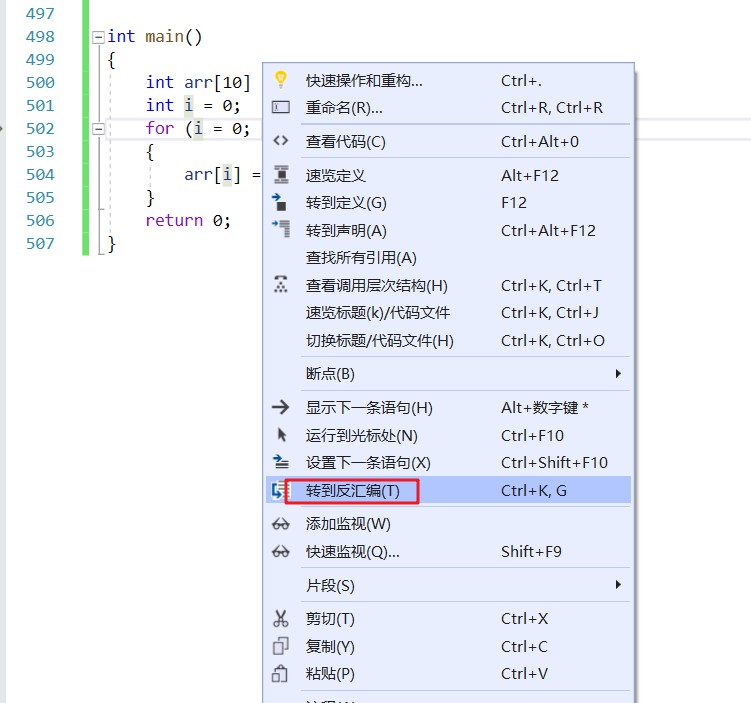 497
498 int main()
499 {
500 int arr[10]
501 int i = 0;
502 for (i = 0;
503 {
504 arr[i] =
505 }
506 return 0;
507 }
快速操作和重构... Ctrl+.
重命名(R)... Ctrl+R, Ctrl+R
查看代码(C) Ctrl+Alt+0
速览定义 Alt+F12
转到定义(G) F12
转到声明(A) Ctrl+Alt+F12
查找所有引用(A)
查看调用层次结构(H) Ctrl+K, Ctrl+T
速览标题(k)/代码文件 Ctrl+K, Ctrl+J
切换标题/代码文件(H) Ctrl+K, Ctrl+O
断点(B)
显示下一条语句(H) Alt+数字键 *
运行到光标处(N) Ctrl+F10
设置下一条语句(X) Ctrl+Shift+F10
转到反汇编(T) Ctrl+K, G
添加监视(W)
快速监视(Q)... Shift+F9
片段(S)
剪切(T) Ctrl+X
复制(Y) Ctrl+C
粘贴(P) Ctrl+V